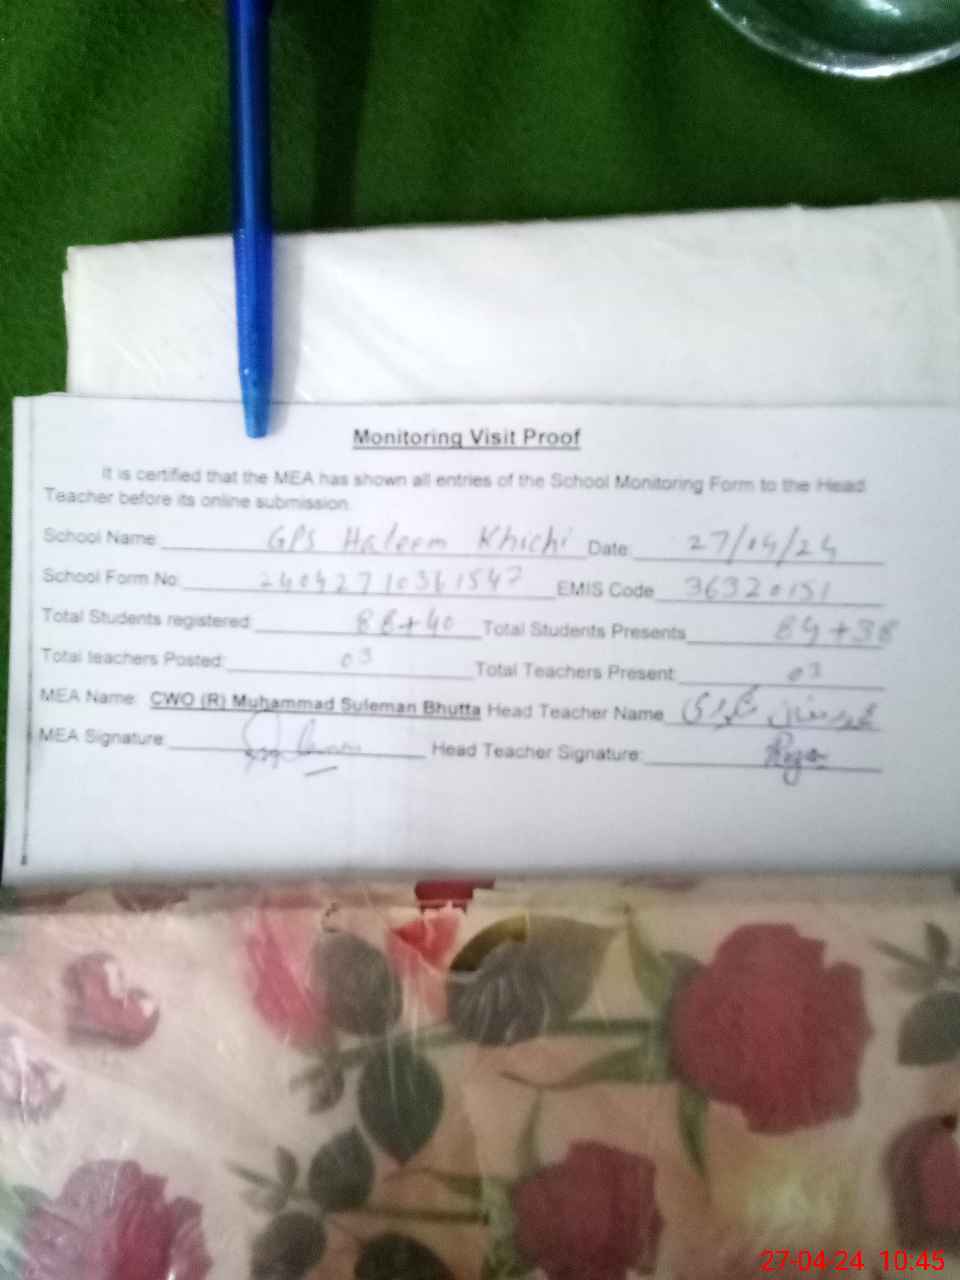 Monitoring Visit Proof
It is certified that the MEA has shown all entries of the School Monitoring Form to the Head
Teacher before its online submission.
School Name: GPS Haleem Khichi Date: 27/04/24
School Form No: 24042710361547 EMIS Code 36320151
Total Students registered: 88+40 Total Students Presents 84+38
Total teachers Posted: 03 Total Teachers Present: 03
MEA Name: CWO (R) Muhammad Suleman Bhutta Head Teacher Name
MEA Signature: Head Teacher Signature:
27-04-24 10:45